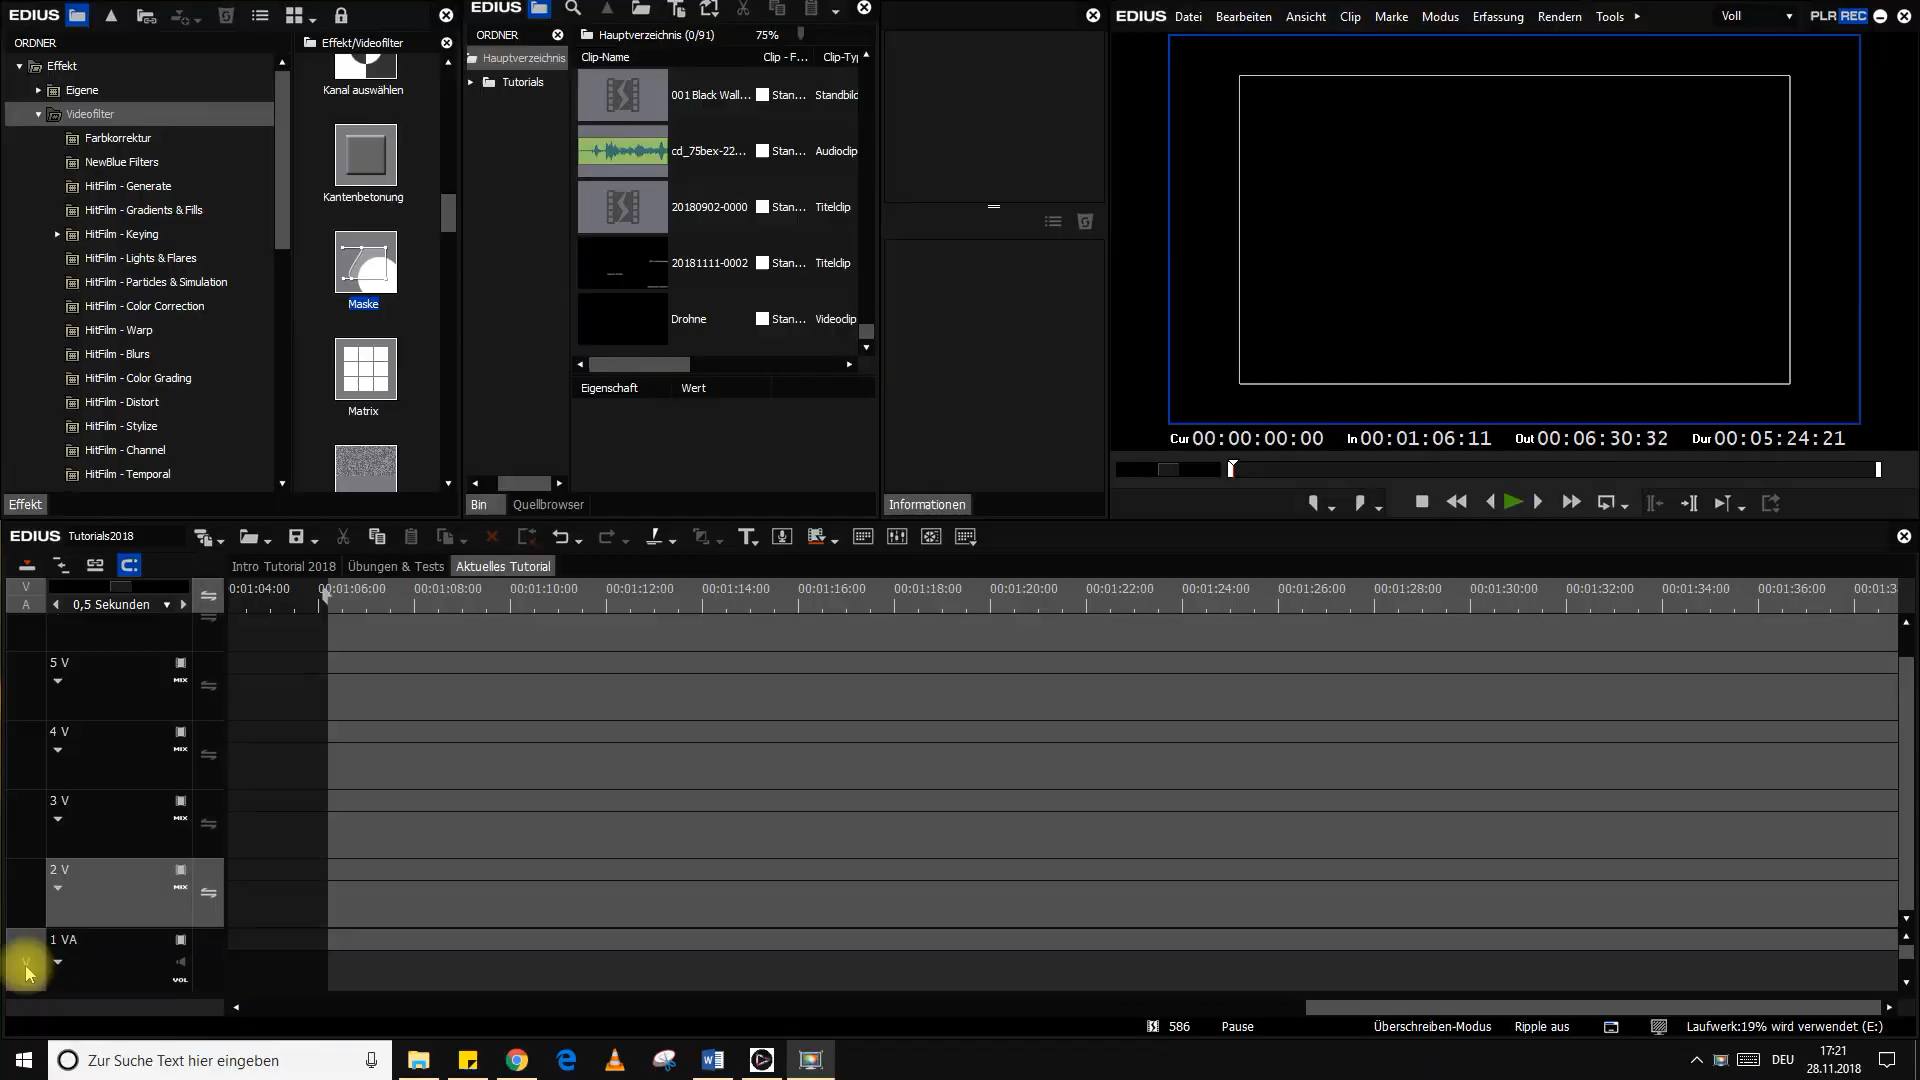 EDIUS
ORDNER
Effekt
Eigene
Videofilter
Farbkorrektur
NewBlue Filters
HitFilm - Generate
HitFilm - Gradients & Fills
HitFilm - Keying
HitFilm - Lights & Flares
HitFilm - Particles & Simulation
HitFilm - Color Correction
HitFilm - Warp
HitFilm - Blurs
HitFilm - Color Grading
HitFilm - Distort
HitFilm - Stylize
HitFilm - Channel
HitFilm - Temporal
Effekt
Effekt/Videofilter
Kanal auswählen
Kantenbetonung
Maske
Matrix
EDIUS
ORDNER
Hauptverzeichnis
Tutorials
Hauptverzeichnis (0/91) 75%
Clip-Name Clip - F... Clip-Typ
001 Black Wall... Stan... Standbild
cd_75bex-22... Stan... Audioclip
20180902-0000 Stan... Titelclip
20181111-0002 Stan... Titelclip
Drohne Stan... Videoclip
Eigenschaft Wert
Bin Quellbrowser
Informationen
EDIUS Datei Bearbeiten Ansicht Clip Marke Modus Erfassung Rendern Tools Voll PLR REC
Cur 00:00:00:00 In 00:01:06:11 Out 00:06:30:32 Dur 00:05:24:21
EDIUS Tutorials2018
Intro Tutorial 2018 Übungen & Tests Aktuelles Tutorial
V
A 0,5 Sekunden
0:01:04:00 00:01:06:00 00:01:08:00 00:01:10:00 00:01:12:00 00:01:14:00 00:01:16:00 00:01:18:00 00:01:20:00 00:01:22:00 00:01:24:00 00:01:26:00 00:01:28:00 00:01:30:00 00:01:32:00 00:01:34:00 00:01:36:00 00:01:3
5 V
MIX
4 V
MIX
3 V
MIX
2 V
MIX
1 VA
V
VOL
586 Pause Überschreiben-Modus Ripple aus Laufwerk:19% wird verwendet (E:)
Zur Suche Text hier eingeben
DEU
17:21
28.11.2018